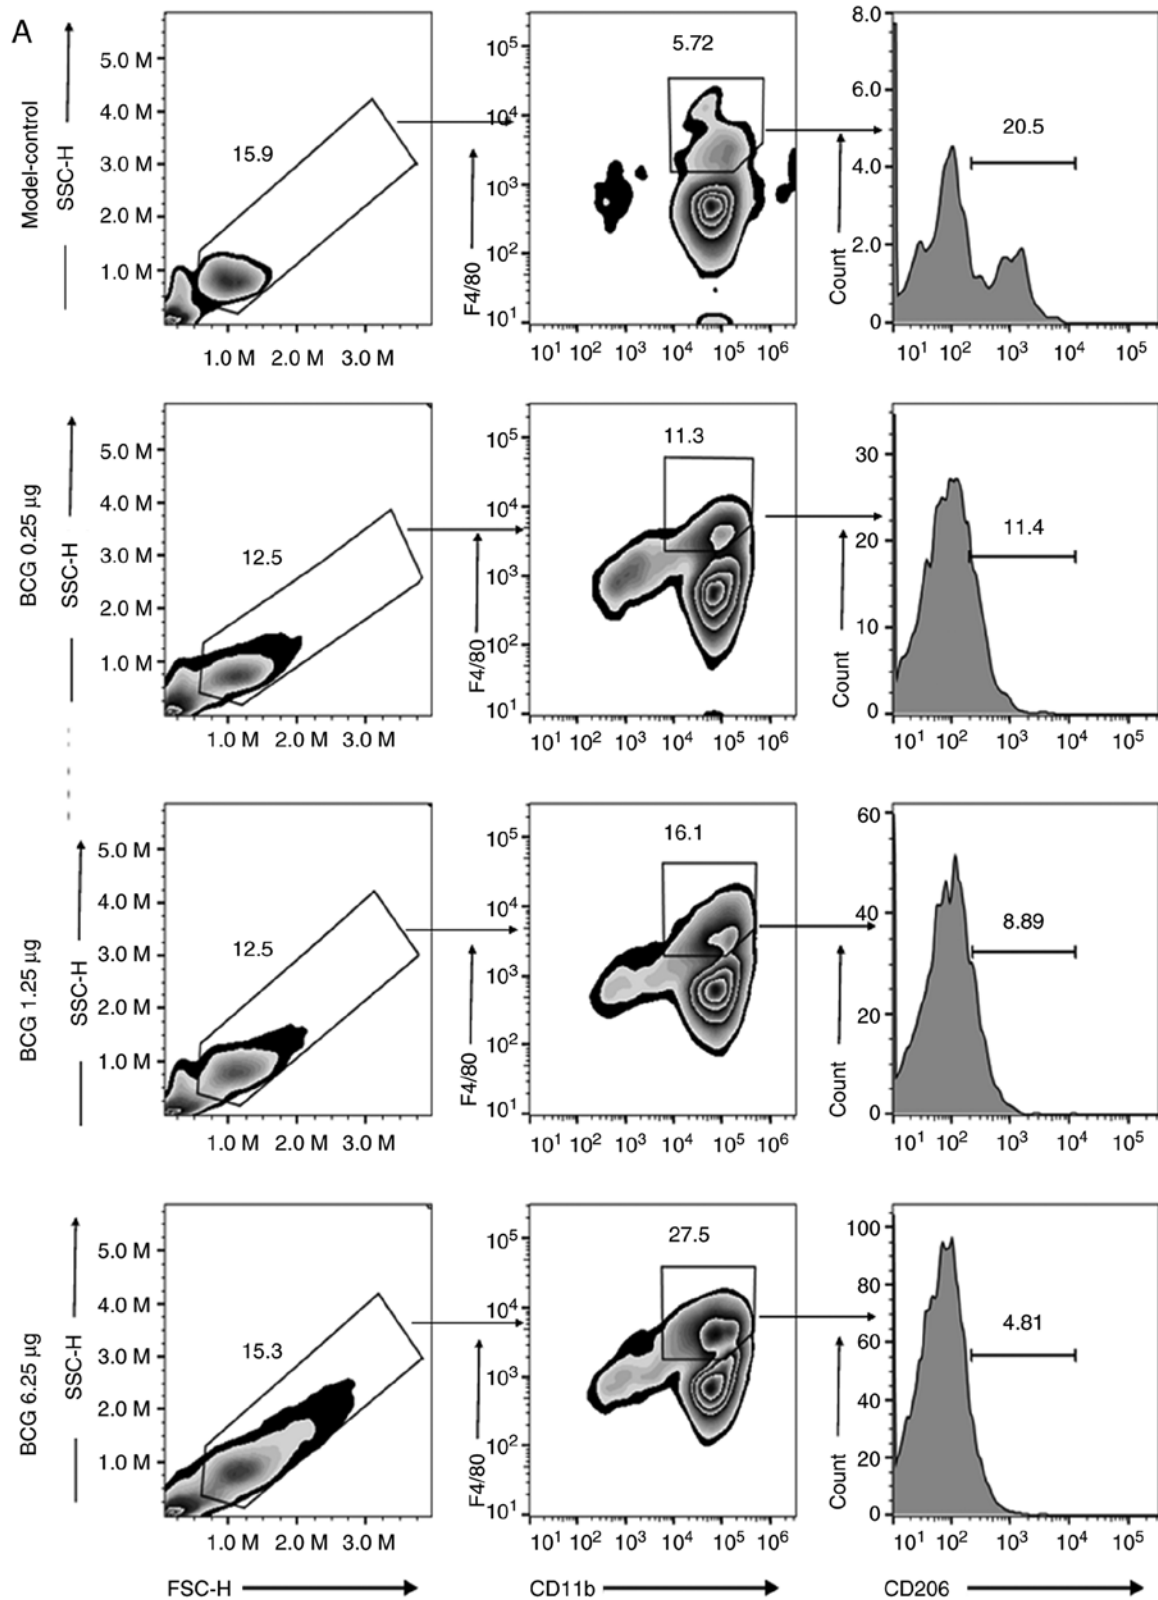 A
Model-control
SSC-H
5.0 M
4.0 M
3.0 M
2.0 M
1.0 M
15.9
1.0 M 2.0 M 3.0 M
F4/80
10⁵
10⁴
10³
10²
10¹
5.72
10¹ 10² 10³ 10⁴ 10⁵ 10⁶
Count
8.0
6.0
4.0
2.0
0
20.5
10¹ 10² 10³ 10⁴ 10⁵
BCG 0.25 µg
SSC-H
5.0 M
4.0 M
3.0 M
2.0 M
1.0 M
12.5
1.0 M 2.0 M 3.0 M
F4/80
10⁵
10⁴
10³
10²
10¹
11.3
10¹ 10² 10³ 10⁴ 10⁵ 10⁶
Count
30
20
10
0
11.4
10¹ 10² 10³ 10⁴ 10⁵
BCG 1.25 µg
SSC-H
5.0 M
4.0 M
3.0 M
2.0 M
1.0 M
12.5
1.0 M 2.0 M 3.0 M
F4/80
10⁵
10⁴
10³
10²
10¹
16.1
10¹ 10² 10³ 10⁴ 10⁵ 10⁶
Count
60
40
20
0
8.89
10¹ 10² 10³ 10⁴ 10⁵
BCG 6.25 µg
SSC-H
5.0 M
4.0 M
3.0 M
2.0 M
1.0 M
15.3
1.0 M 2.0 M 3.0 M
F4/80
10⁵
10⁴
10³
10²
10¹
27.5
10¹ 10² 10³ 10⁴ 10⁵ 10⁶
Count
100
80
60
40
20
0
4.81
10¹ 10² 10³ 10⁴ 10⁵
FSC-H
CD11b
CD206